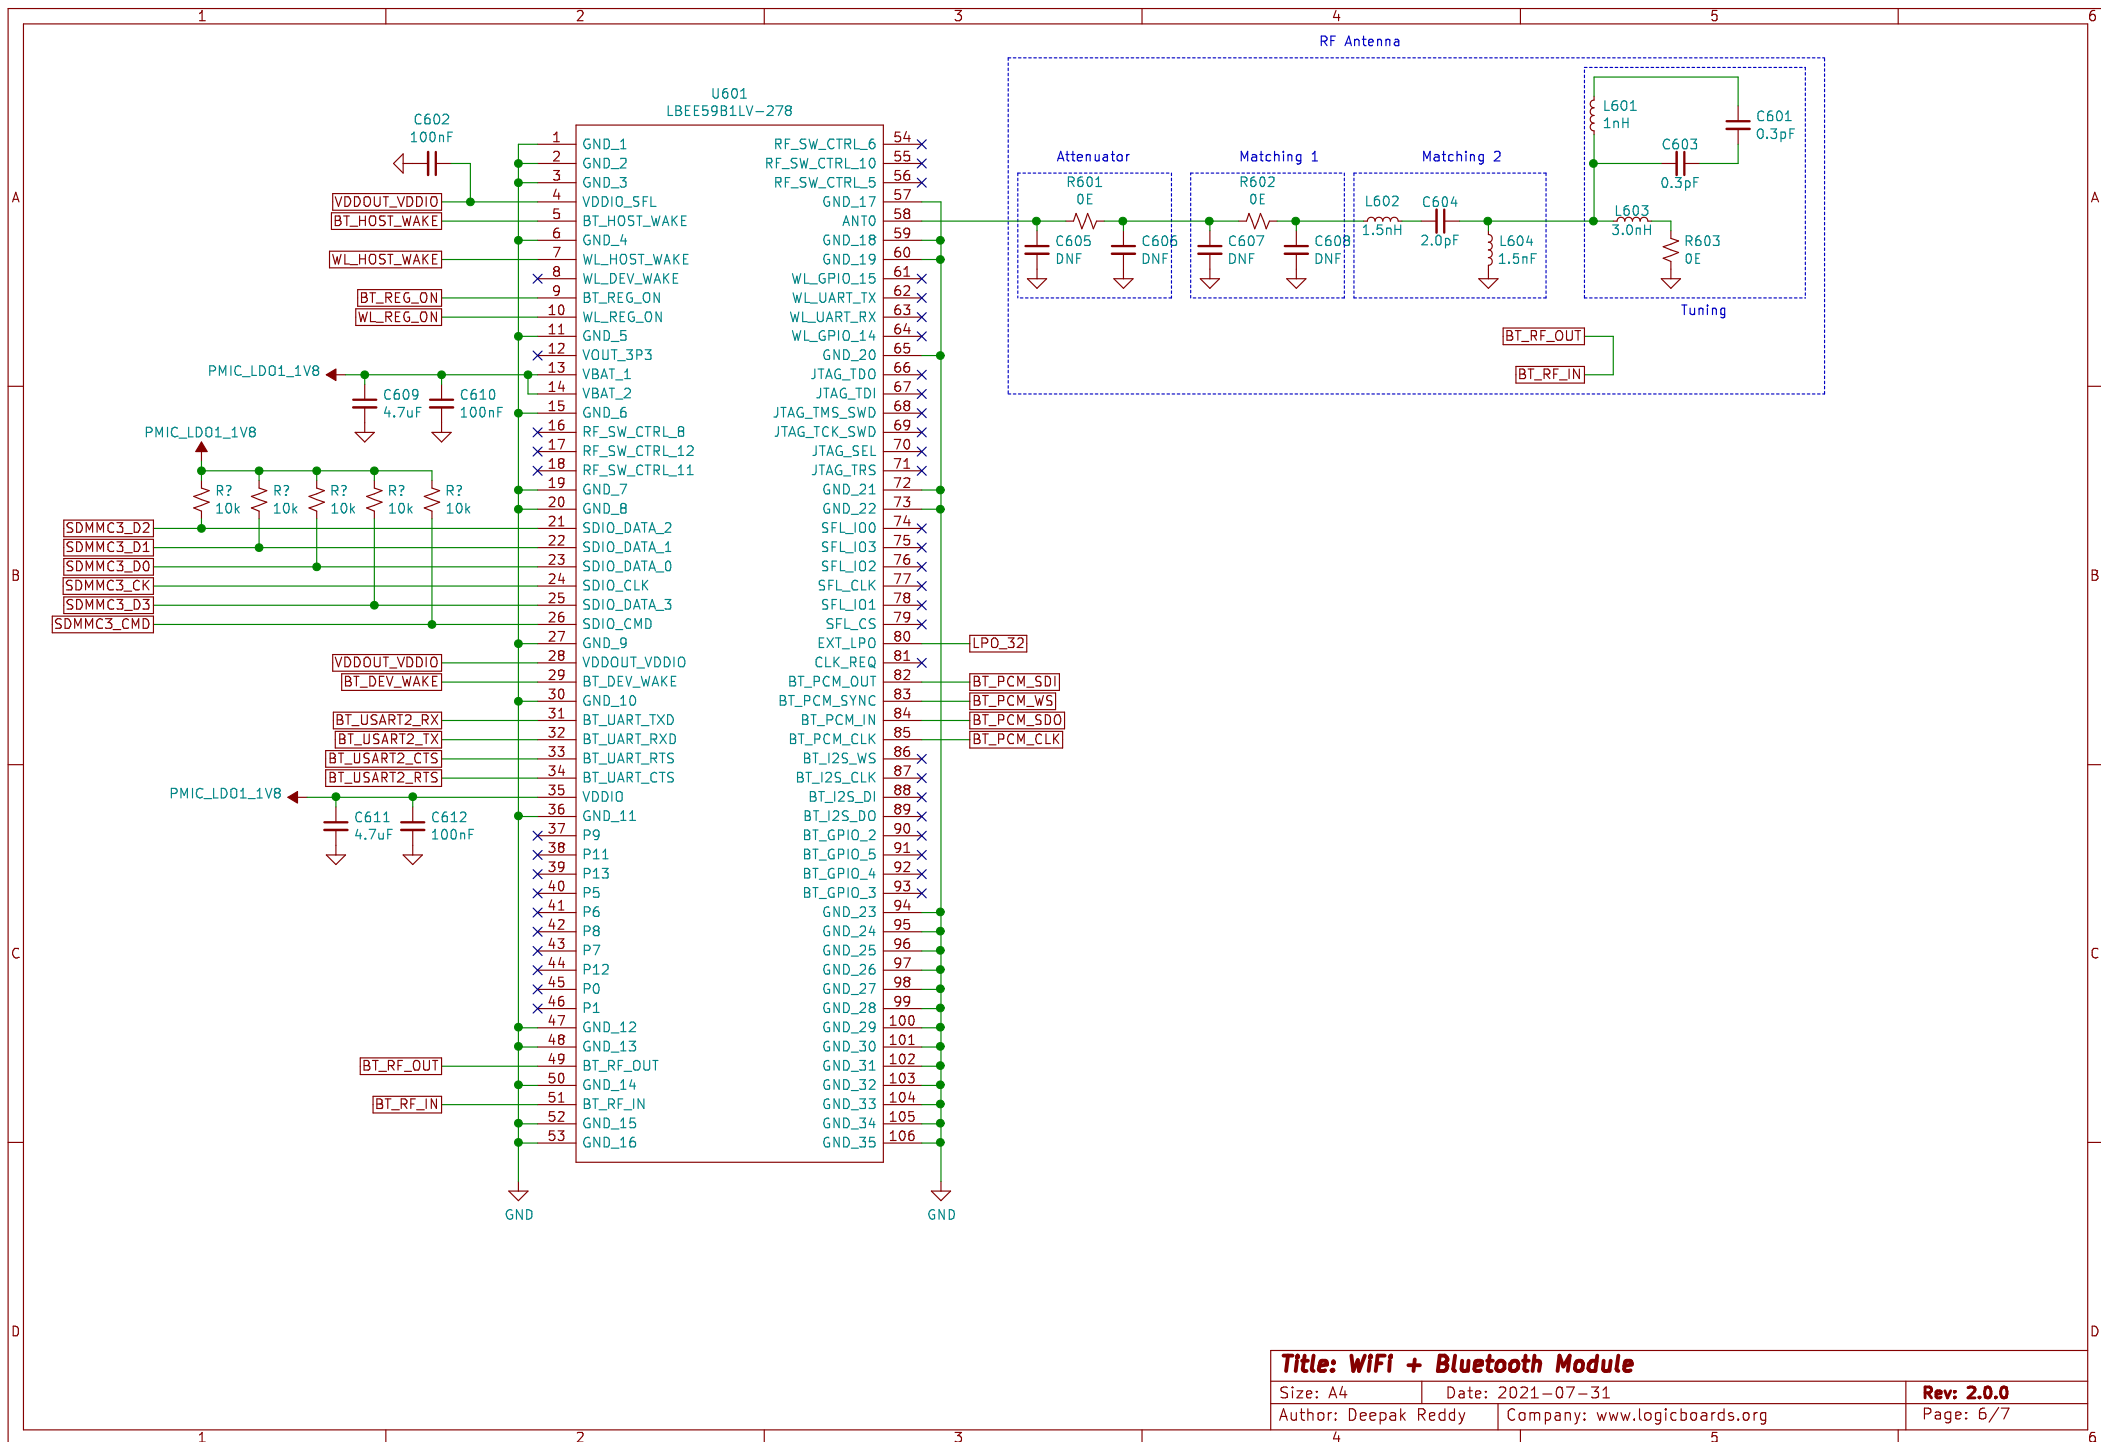 1 2 3 4 5 6
RF Antenna
U601
LBEE59B1LV-278
C602
100nF
L601
1nH
C601
0.3pF
C603
0.3pF
Attenuator
Matching 1
Matching 2
R601
0E
R602
0E
L602
1.5nH
C604
2.0pF
L603
3.0nH
C605
DNF
C606
DNF
C607
DNF
C608
DNF
L604
1.5nF
R603
0E
Tuning
BT_RF_OUT
BT_RF_IN
A
A
B
B
C
C
D
D
VDDOUT_VDDIO
BT_HOST_WAKE
WL_HOST_WAKE
BT_REG_ON
WL_REG_ON
PMIC_LDO1_1V8
C609
4.7uF
C610
100nF
PMIC_LDO1_1V8
R?
10k
R?
10k
R?
10k
R?
10k
R?
10k
SDMMC3_D2
SDMMC3_D1
SDMMC3_D0
SDMMC3_CK
SDMMC3_D3
SDMMC3_CMD
VDDOUT_VDDIO
BT_DEV_WAKE
BT_USART2_RX
BT_USART2_TX
BT_USART2_CTS
BT_USART2_RTS
PMIC_LDO1_1V8
C611
4.7uF
C612
100nF
BT_RF_OUT
BT_RF_IN
1 GND_1
2 GND_2
3 GND_3
4 VDDIO_SFL
5 BT_HOST_WAKE
6 GND_4
7 WL_HOST_WAKE
8 WL_DEV_WAKE
9 BT_REG_ON
10 WL_REG_ON
11 GND_5
12 VOUT_3P3
13 VBAT_1
14 VBAT_2
15 GND_6
16 RF_SW_CTRL_8
17 RF_SW_CTRL_12
18 RF_SW_CTRL_11
19 GND_7
20 GND_8
21 SDIO_DATA_2
22 SDIO_DATA_1
23 SDIO_DATA_0
24 SDIO_CLK
25 SDIO_DATA_3
26 SDIO_CMD
27 GND_9
28 VDDOUT_VDDIO
29 BT_DEV_WAKE
30 GND_10
31 BT_UART_TXD
32 BT_UART_RXD
33 BT_UART_RTS
34 BT_UART_CTS
35 VDDIO
36 GND_11
37 P9
38 P11
39 P13
40 P5
41 P6
42 P8
43 P7
44 P12
45 P0
46 P1
47 GND_12
48 GND_13
49 BT_RF_OUT
50 GND_14
51 BT_RF_IN
52 GND_15
53 GND_16
RF_SW_CTRL_6 54
RF_SW_CTRL_10 55
RF_SW_CTRL_5 56
GND_17 57
ANT0 58
GND_18 59
GND_19 60
WL_GPIO_15 61
WL_UART_TX 62
WL_UART_RX 63
WL_GPIO_14 64
GND_20 65
JTAG_TDO 66
JTAG_TDI 67
JTAG_TMS_SWD 68
JTAG_TCK_SWD 69
JTAG_SEL 70
JTAG_TRS 71
GND_21 72
GND_22 73
SFL_IO0 74
SFL_IO3 75
SFL_IO2 76
SFL_CLK 77
SFL_IO1 78
SFL_CS 79
EXT_LPO 80
CLK_REQ 81
BT_PCM_OUT 82
BT_PCM_SYNC 83
BT_PCM_IN 84
BT_PCM_CLK 85
BT_I2S_WS 86
BT_I2S_CLK 87
BT_I2S_DI 88
BT_I2S_DO 89
BT_GPIO_2 90
BT_GPIO_5 91
BT_GPIO_4 92
BT_GPIO_3 93
GND_23 94
GND_24 95
GND_25 96
GND_26 97
GND_27 98
GND_28 99
GND_29 100
GND_30 101
GND_31 102
GND_32 103
GND_33 104
GND_34 105
GND_35 106
LPO_32
BT_PCM_SDI
BT_PCM_WS
BT_PCM_SDO
BT_PCM_CLK
GND
GND
Title: WiFi + Bluetooth Module
Size: A4
Date: 2021-07-31
Rev: 2.0.0
Author: Deepak Reddy
Company: www.logicboards.org
Page: 6/7
1 2 3 4 5 6